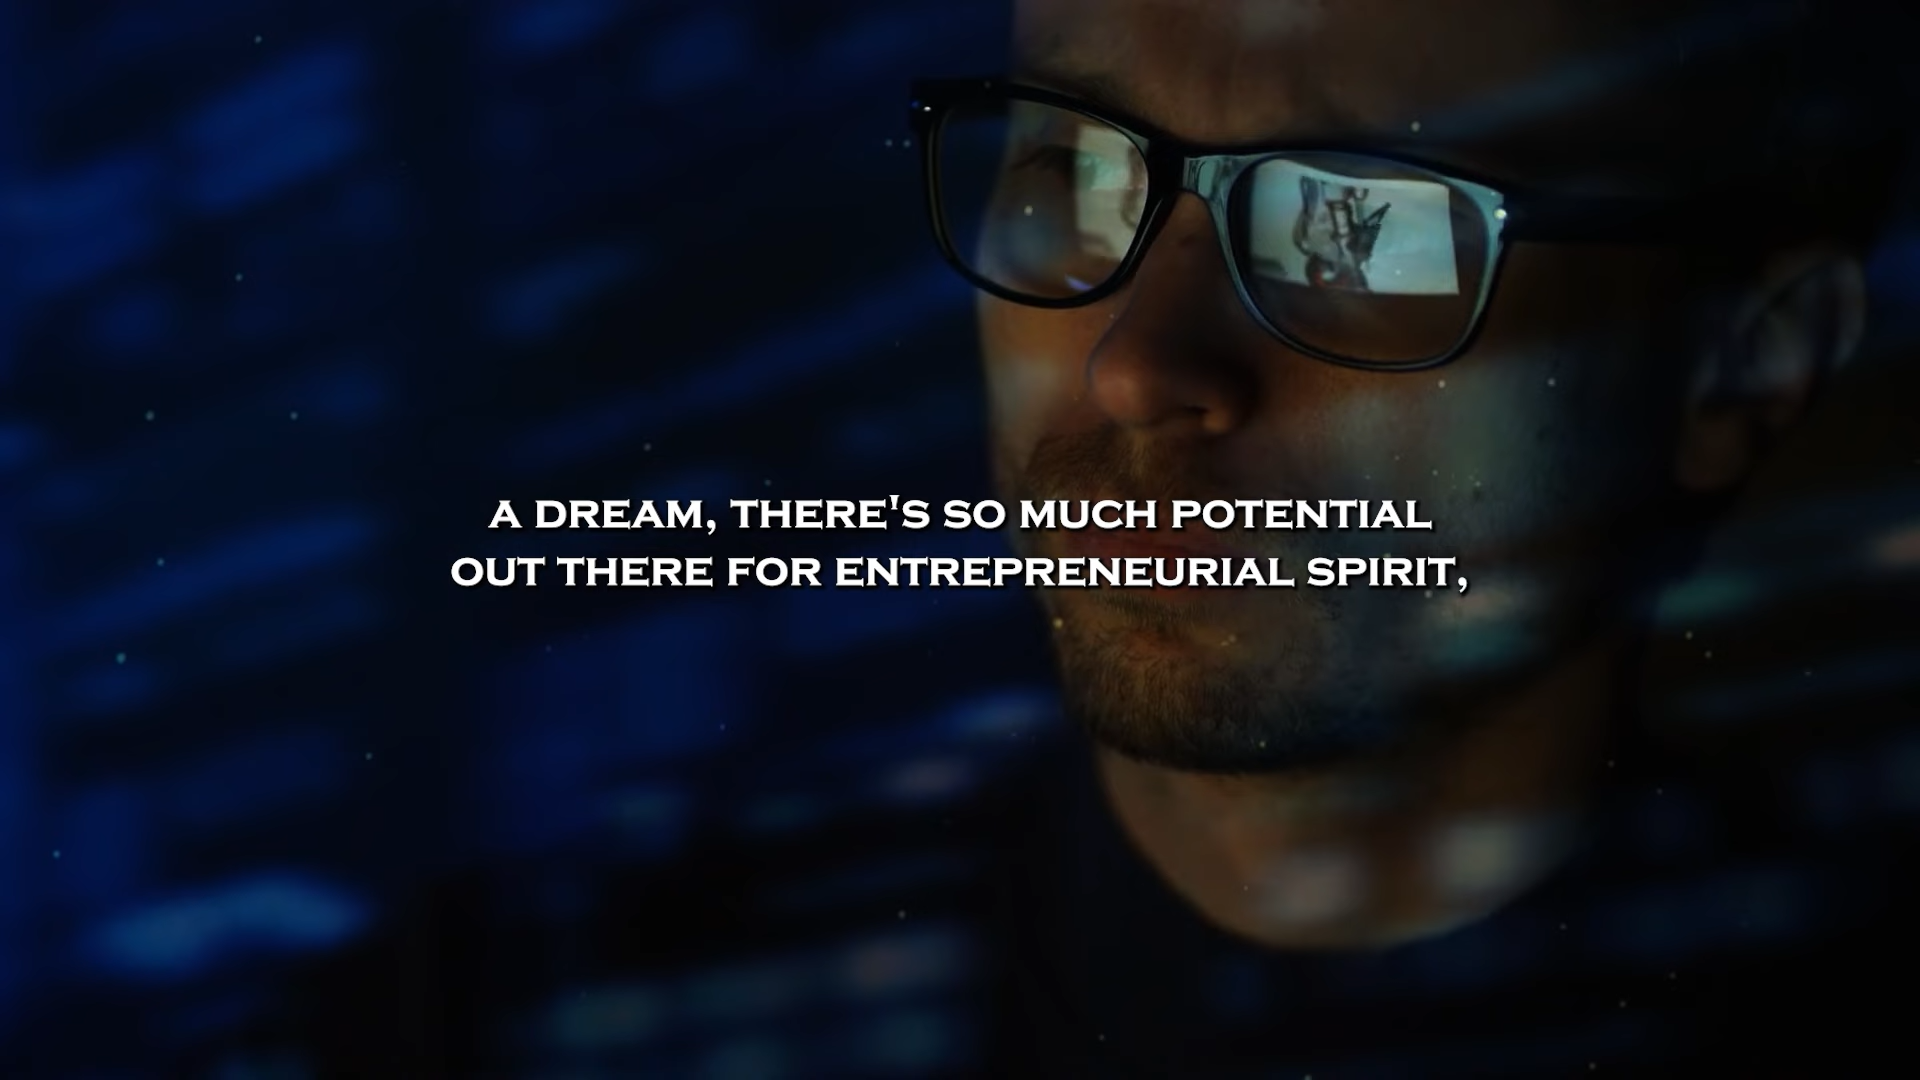 A DREAM, THERE'S SO MUCH POTENTIAL
OUT THERE FOR ENTREPRENEURIAL SPIRIT,